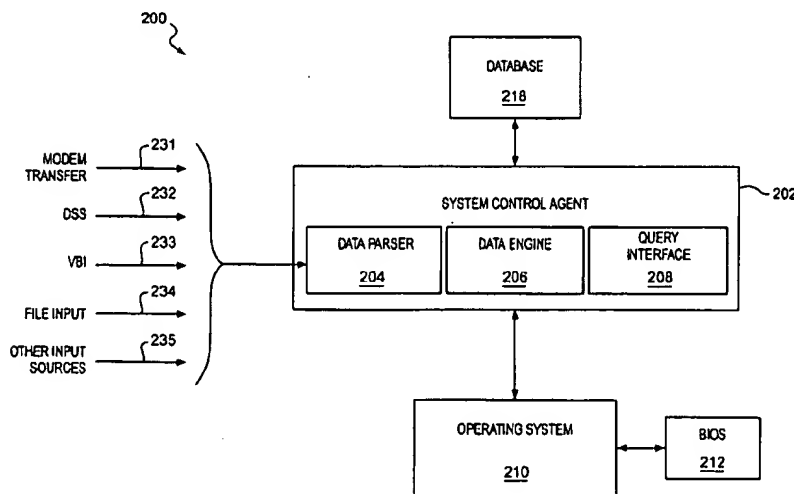 200
DATABASE
218
231
MODEM
TRANSFER
232
DSS
233
VBI
234
FILE INPUT
235
OTHER INPUT
SOURCES
202
SYSTEM CONTROL AGENT
DATA PARSER
204
DATA ENGINE
206
QUERY
INTERFACE
208
OPERATING SYSTEM
210
BIOS
212